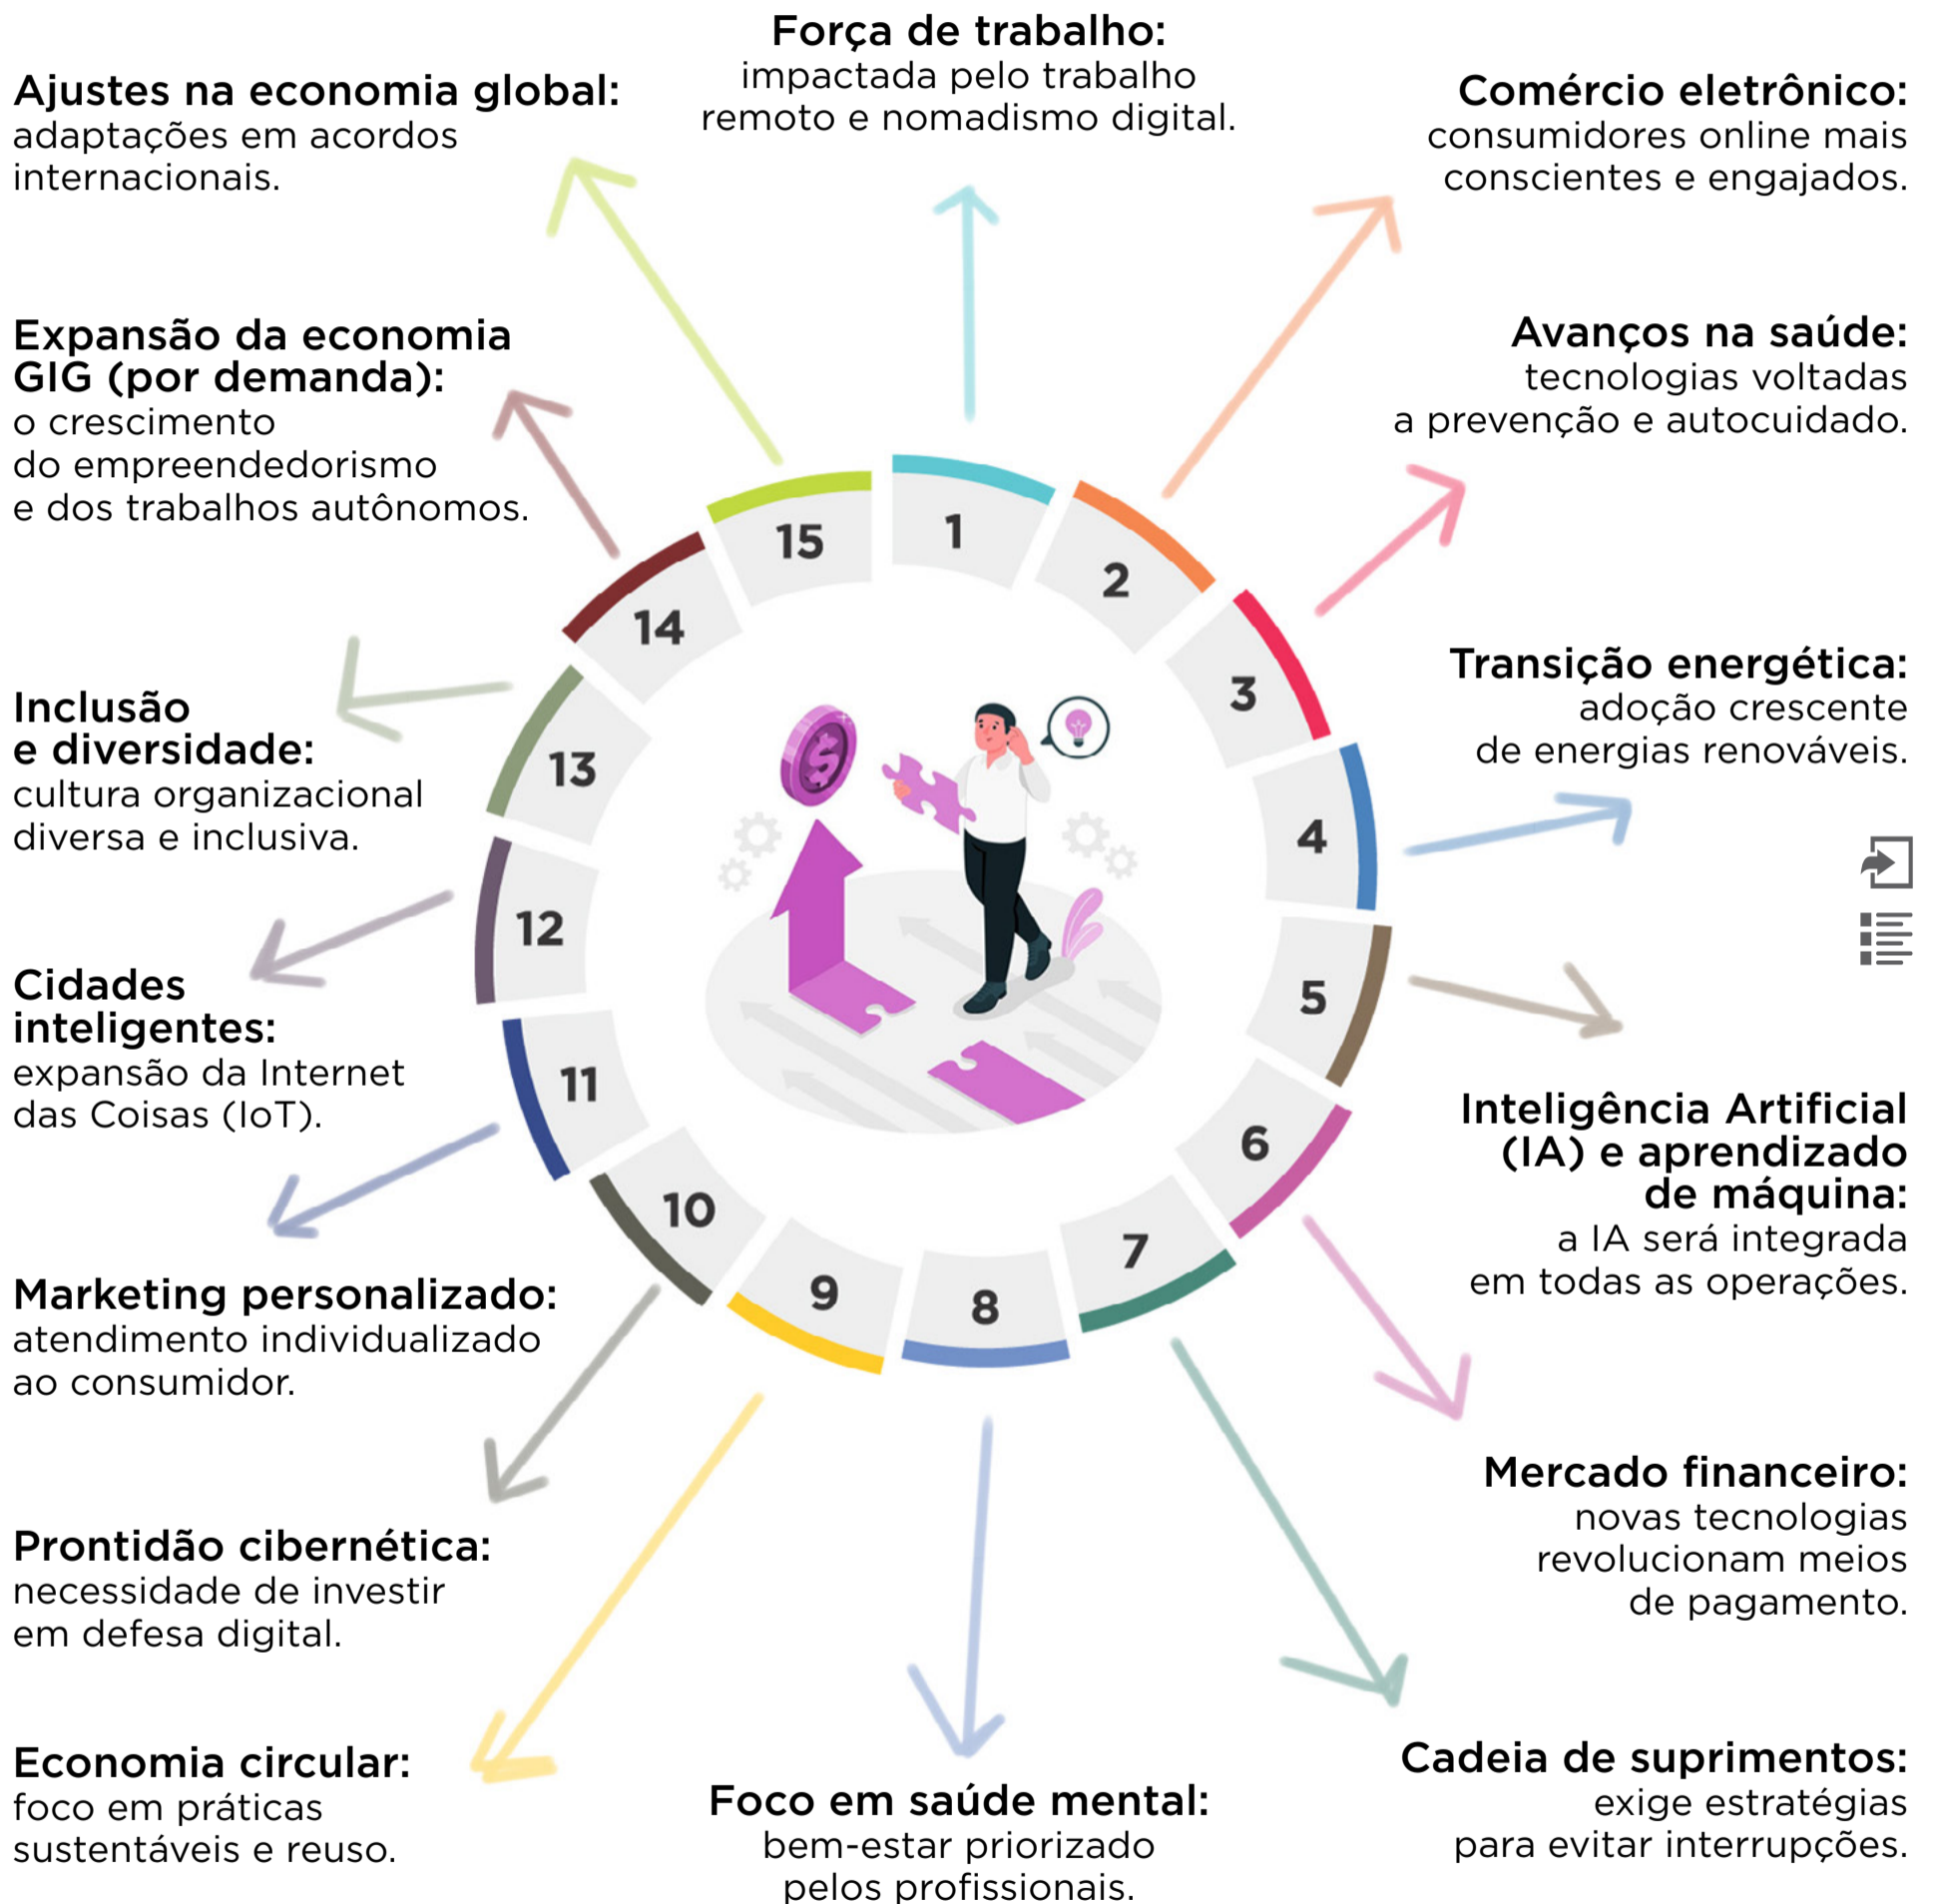 Força de trabalho:
impactada pelo trabalho
remoto e nomadismo digital.
Comércio eletrônico:
consumidores online mais
conscientes e engajados.
Avanços na saúde:
tecnologias voltadas
a prevenção e autocuidado.
Transição energética:
adoção crescente
de energias renováveis.
Inteligência Artificial
(IA) e aprendizado
de máquina:
a IA será integrada
em todas as operações.
Mercado financeiro:
novas tecnologias
revolucionam meios
de pagamento.
Cadeia de suprimentos:
exige estratégias
para evitar interrupções.
Foco em saúde mental:
bem-estar priorizado
pelos profissionais.
Economia circular:
foco em práticas
sustentáveis e reuso.
Prontidão cibernética:
necessidade de investir
em defesa digital.
Marketing personalizado:
atendimento individualizado
ao consumidor.
Cidades
inteligentes:
expansão da Internet
das Coisas (IoT).
Inclusão
e diversidade:
cultura organizacional
diversa e inclusiva.
Expansão da economia
GIG (por demanda):
o crescimento
do empreendedorismo
e dos trabalhos autônomos.
Ajustes na economia global:
adaptações em acordos
internacionais.
1
2
3
4
5
6
7
8
9
10
11
12
13
14
15
$